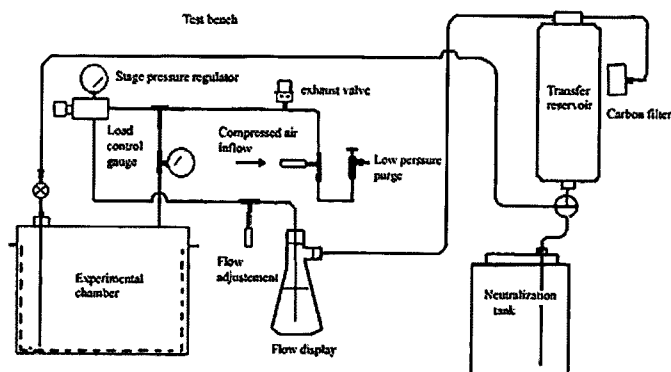 Test bench
Stage pressure regulator
exhaust valve
Load
control
gauge
Compressed air
inflow
Low pressure
purge
Transfer
reservoir
Carbon filter
Experimental
chamber
Flow
adjustement
Flow display
Neutralization
tank